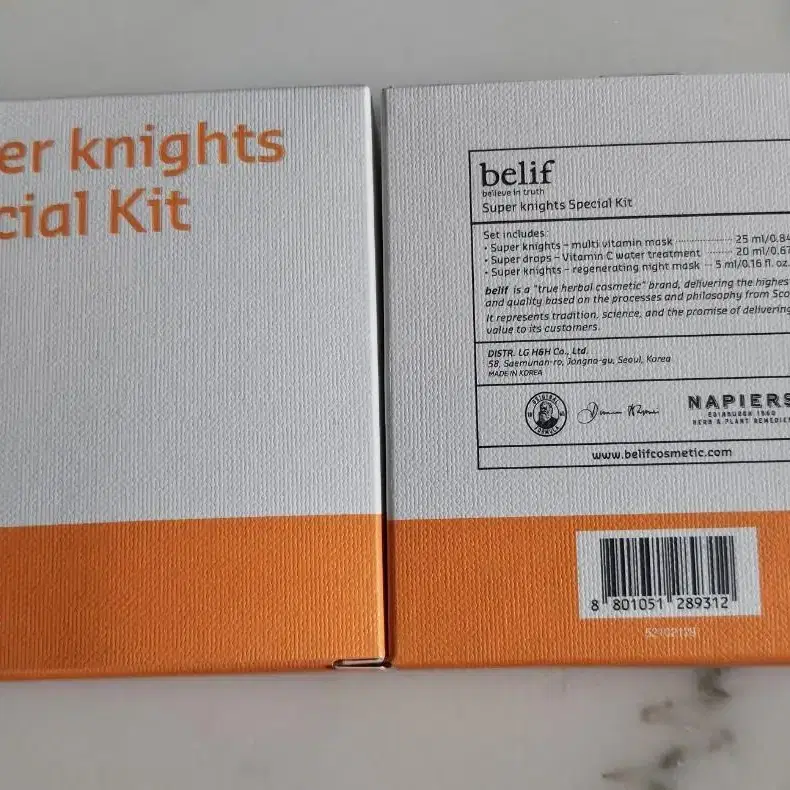 er knights
cial Kit
belif
believe in truth
Super knights Special Kit
Set includes
• Super knights – multi vitamin mask 25 ml/0.84
• Super drops – Vitamin C water treatment 20 ml/0.67
• Super knights – regenerating night mask 5 ml/0.16 fl. oz.
belif is a "true herbal cosmetic" brand, delivering the highes
and quality based on the processes and philosophy from Sco
It represents tradition, science, and the promise of delivering
value to its customers.
DISTR. LG H&H Co., Ltd.
58, Saemunan-ro, Jongno-gu, Seoul, Korea
MADE IN KOREA
ORIGINAL
FORMULA
NAPIERS
EDINBURGH 1860
HERB & PLANT REMEDIES
www.belifcosmetic.com
8 801051 289312